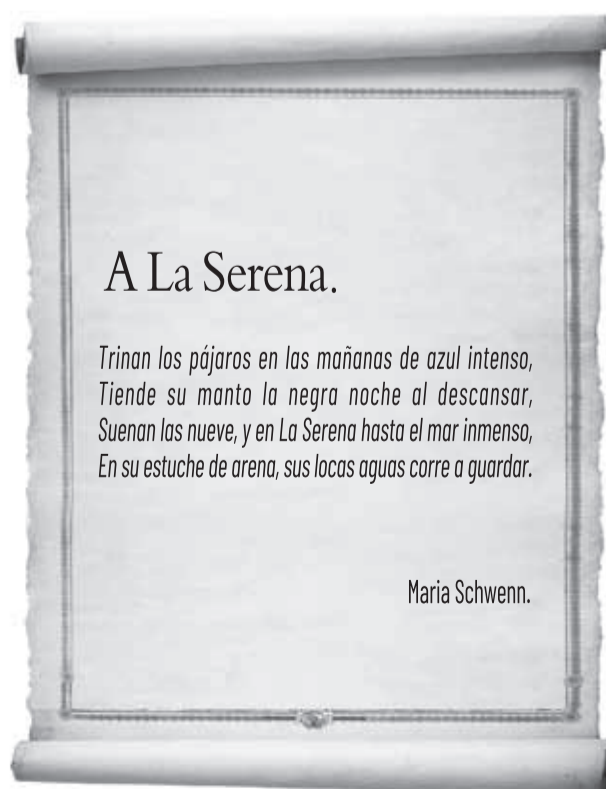 A La Serena.
Trinan los pájaros en las mañanas de azul intenso,
Tiende su manto la negra noche al descansar,
Suenan las nueve, y en La Serena hasta el mar inmenso,
En su estuche de arena, sus locas aguas corre a guardar.
Maria Schwenn.